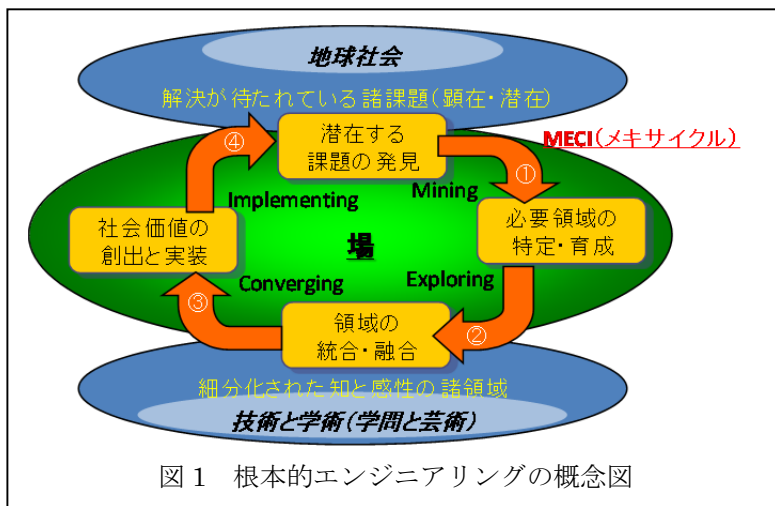 地球社会
解決が待たれている諸課題(顕在・潜在)
MECI(メキサイクル)
④
潜在する
課題の発見
①
Implementing
Mining
社会価値の
創出と実装
場
必要領域の
特定・育成
Converging
Exploring
③
領域の
統合・融合
②
細分化された知と感性の諸領域
技術と学術(学問と芸術)
図1 根本的エンジニアリングの概念図